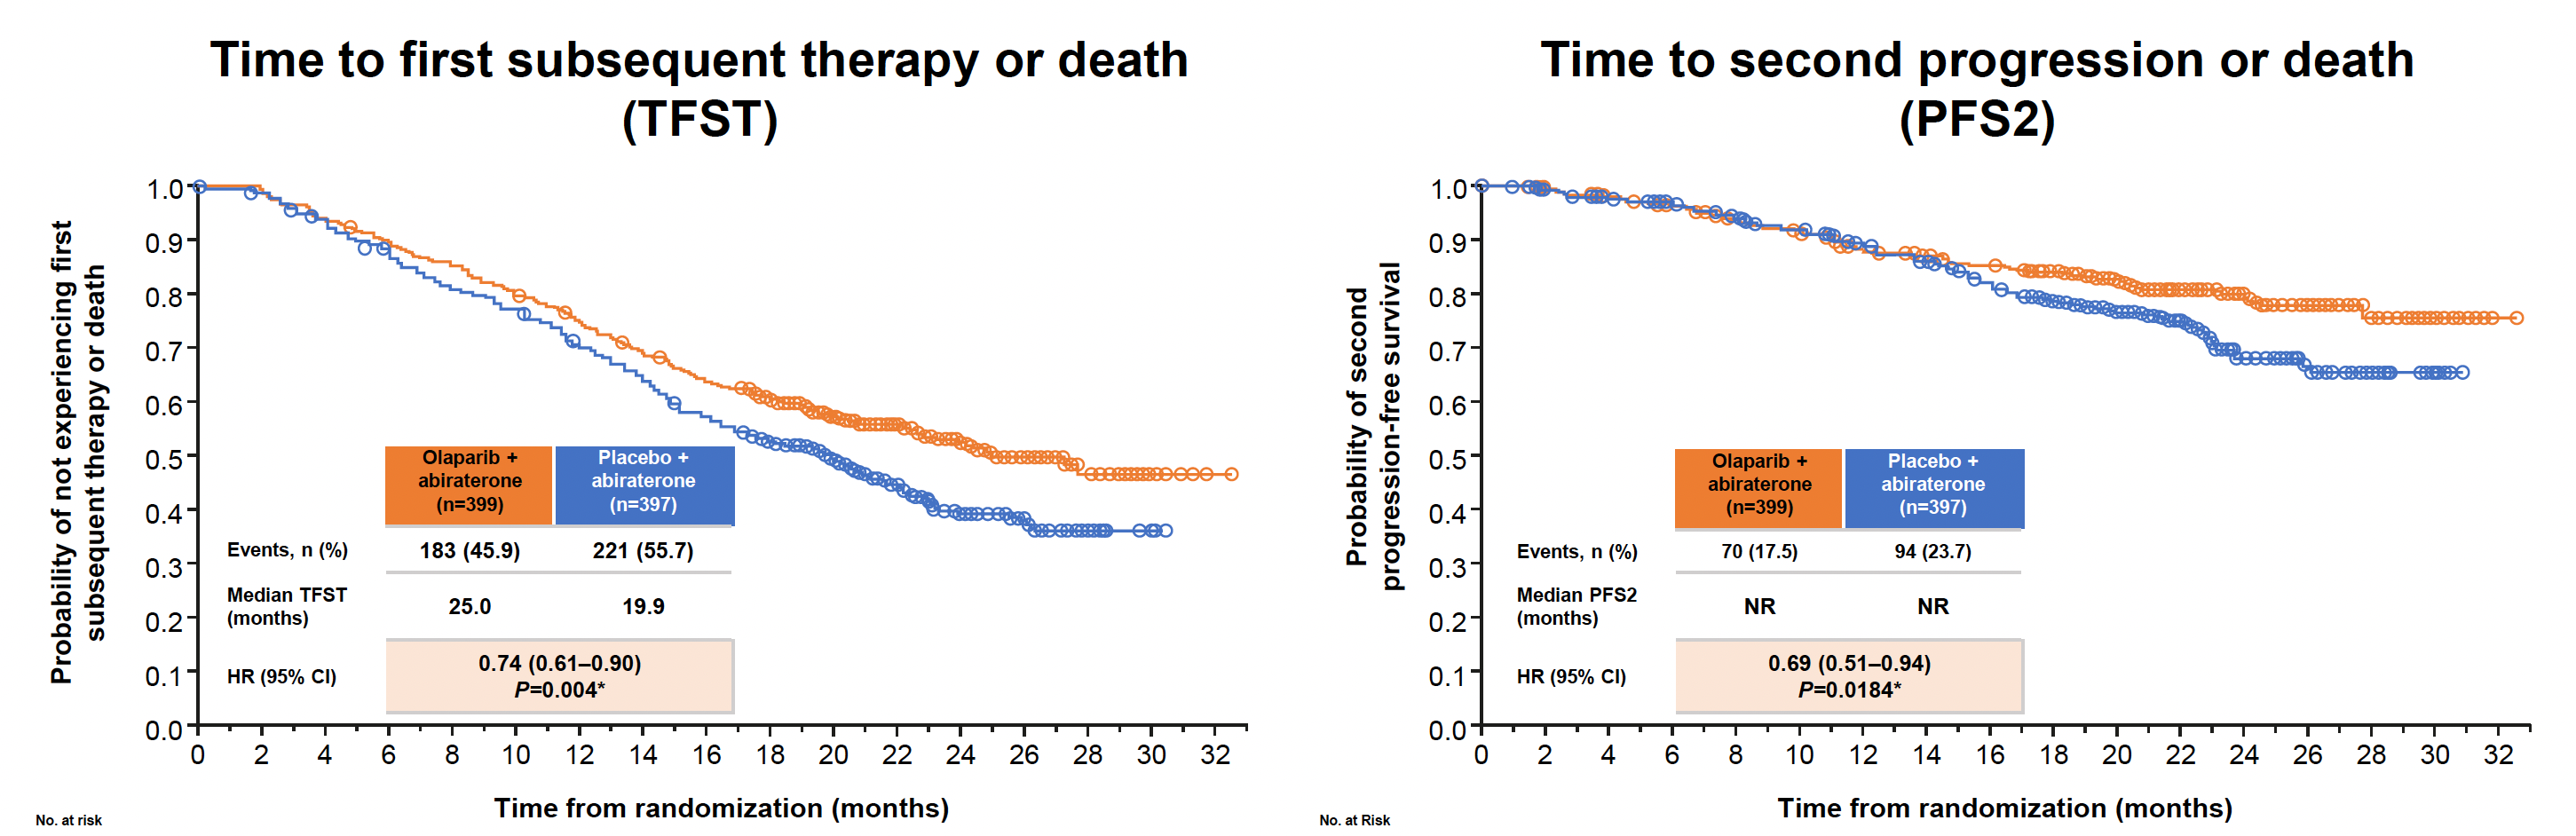 Time to first subsequent therapy or death
(TFST)
Probability of not experiencing first
subsequent therapy or death
1.0
0.9
0.8
0.7
0.6
0.5
0.4
0.3
0.2
0.1
0.0
Olaparib +
abiraterone
(n=399)
Placebo +
abiraterone
(n=397)
Events, n (%) 183 (45.9) 221 (55.7)
Median TFST
(months)
25.0 19.9
HR (95% CI)
0.74 (0.61–0.90)
P=0.004*
0 2 4 6 8 10 12 14 16 18 20 22 24 26 28 30 32
Time from randomization (months)
No. at risk
Time to second progression or death
(PFS2)
Probability of second
progression-free survival
1.0
0.9
0.8
0.7
0.6
0.5
0.4
0.3
0.2
0.1
0.0
Olaparib +
abiraterone
(n=399)
Placebo +
abiraterone
(n=397)
Events, n (%) 70 (17.5) 94 (23.7)
Median PFS2
(months)
NR NR
HR (95% CI)
0.69 (0.51–0.94)
P=0.0184*
0 2 4 6 8 10 12 14 16 18 20 22 24 26 28 30 32
Time from randomization (months)
No. at Risk